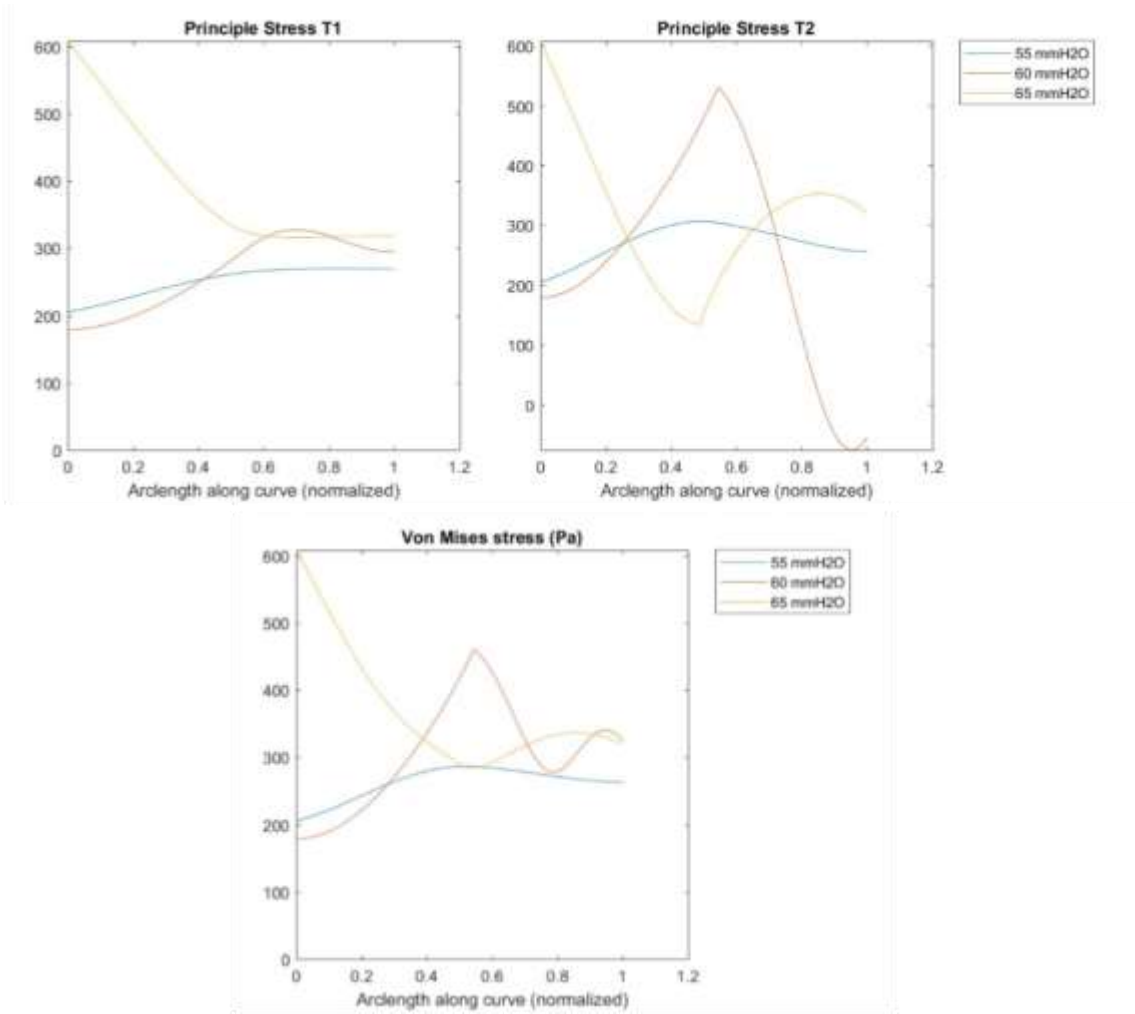 Principle Stress T1
600
500
400
300
200
100
0
0 0.2 0.4 0.6 0.8 1 1.2
Arclength along curve (normalized)
Principle Stress T2
600
500
400
300
200
100
0
0 0.2 0.4 0.6 0.8 1 1.2
Arclength along curve (normalized)
55 mmH2O
60 mmH2O
65 mmH2O
Von Mises stress (Pa)
600
500
400
300
200
100
0
0 0.2 0.4 0.6 0.8 1 1.2
Arclength along curve (normalized)
55 mmH2O
60 mmH2O
65 mmH2O